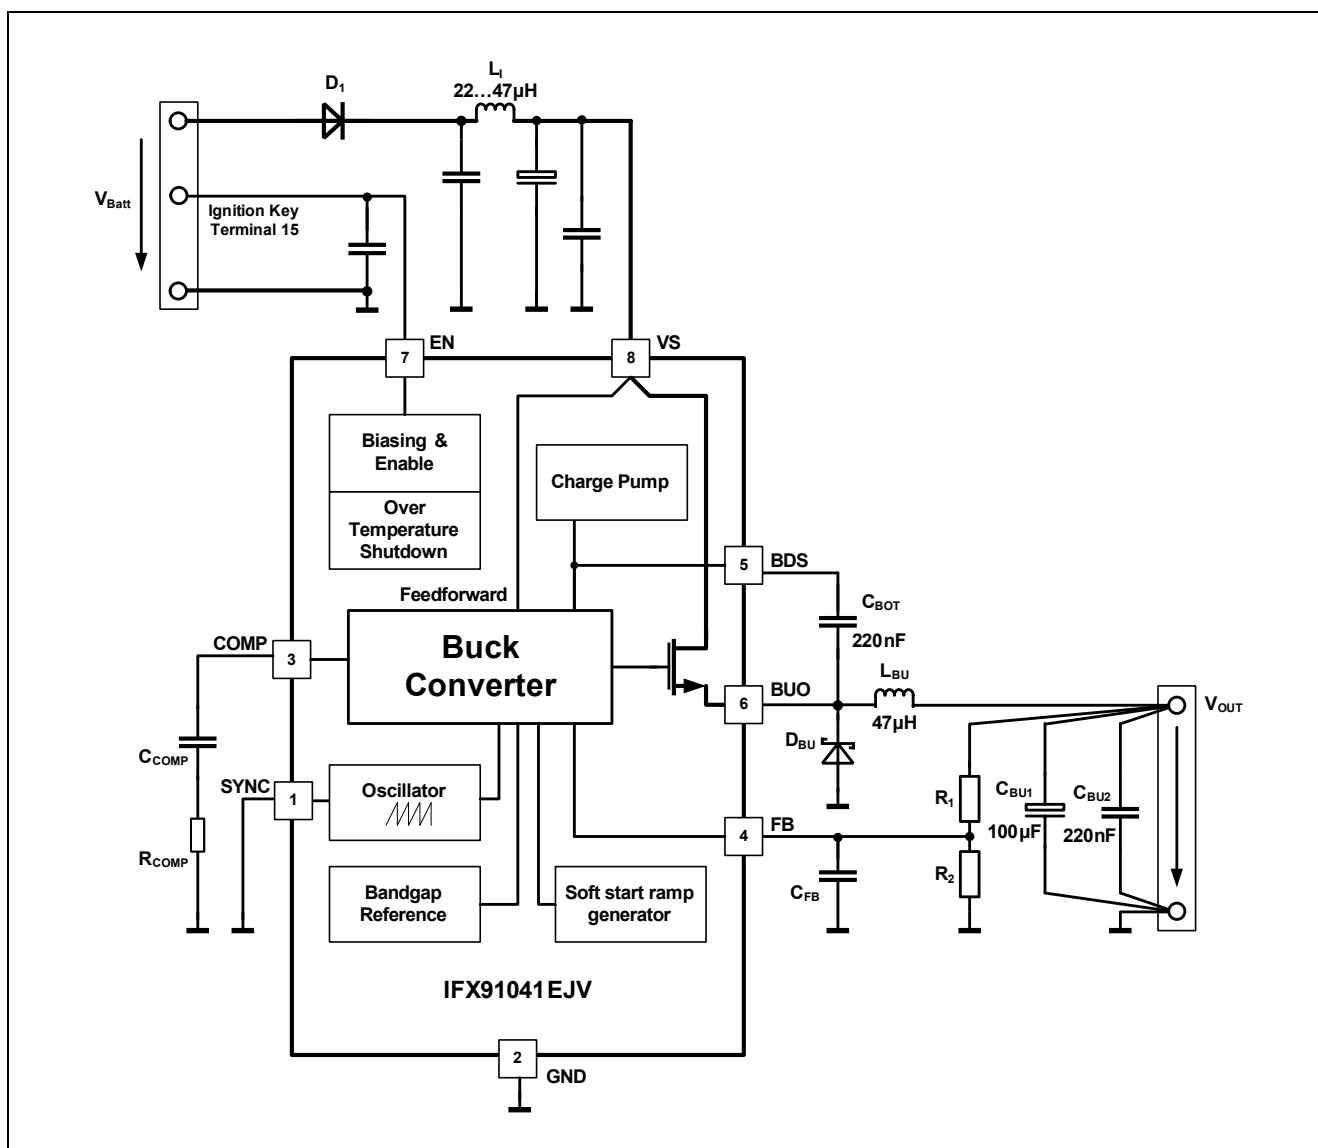 D1
LI
22...47µH
VBatt
Ignition Key
Terminal 15
7
EN
8
VS
Biasing &
Enable
Over
Temperature
Shutdown
Charge Pump
5
BDS
Feedforward
CBOT
220nF
COMP
3
Buck
Converter
LBU
47µH
6
BUO
VOUT
DBU
CCOMP
SYNC
1
Oscillator
R1
CBU1
100µF
CBU2
220nF
4
FB
RCOMP
R2
CFB
Bandgap
Reference
Soft start ramp
generator
IFX91041EJV
2
GND